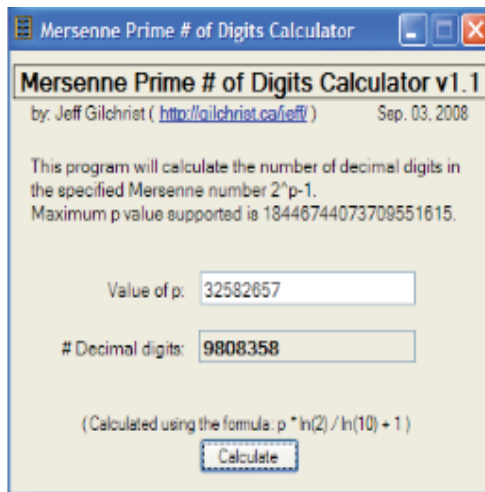 Mersenne Prime # of Digits Calculator
Mersenne Prime # of Digits Calculator v1.1
by: Jeff Gilchrist ( http://gilchrist.ca/jeff/ ) Sep. 03, 2008
This program will calculate the number of decimal digits in
the specified Mersenne number 2^p-1.
Maximum p value supported is 18446744073709551615.
Value of p: 32582657
# Decimal digits: 9808358
( Calculated using the formula: p * ln(2) / ln(10) + 1 )
Calculate